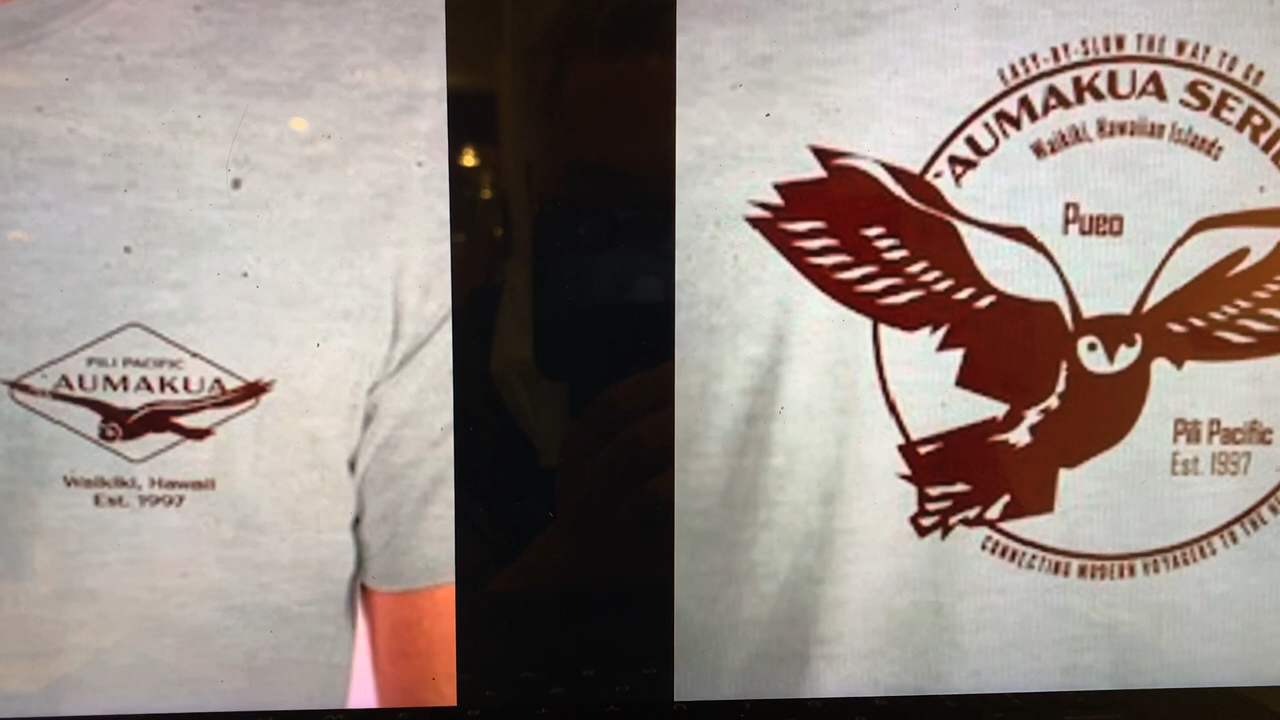 PILI PACIFIC
AUMAKUA
Waikiki, Hawaii
Est. 1997
EASY-BY-SLOW THE WAY TO GO
'AUMAKUA
Waikiki, Hawaiian Islands
Pueo
Pili Pacific
Est. 1997
CONNECTING MODERN VOYAGERS TO THE